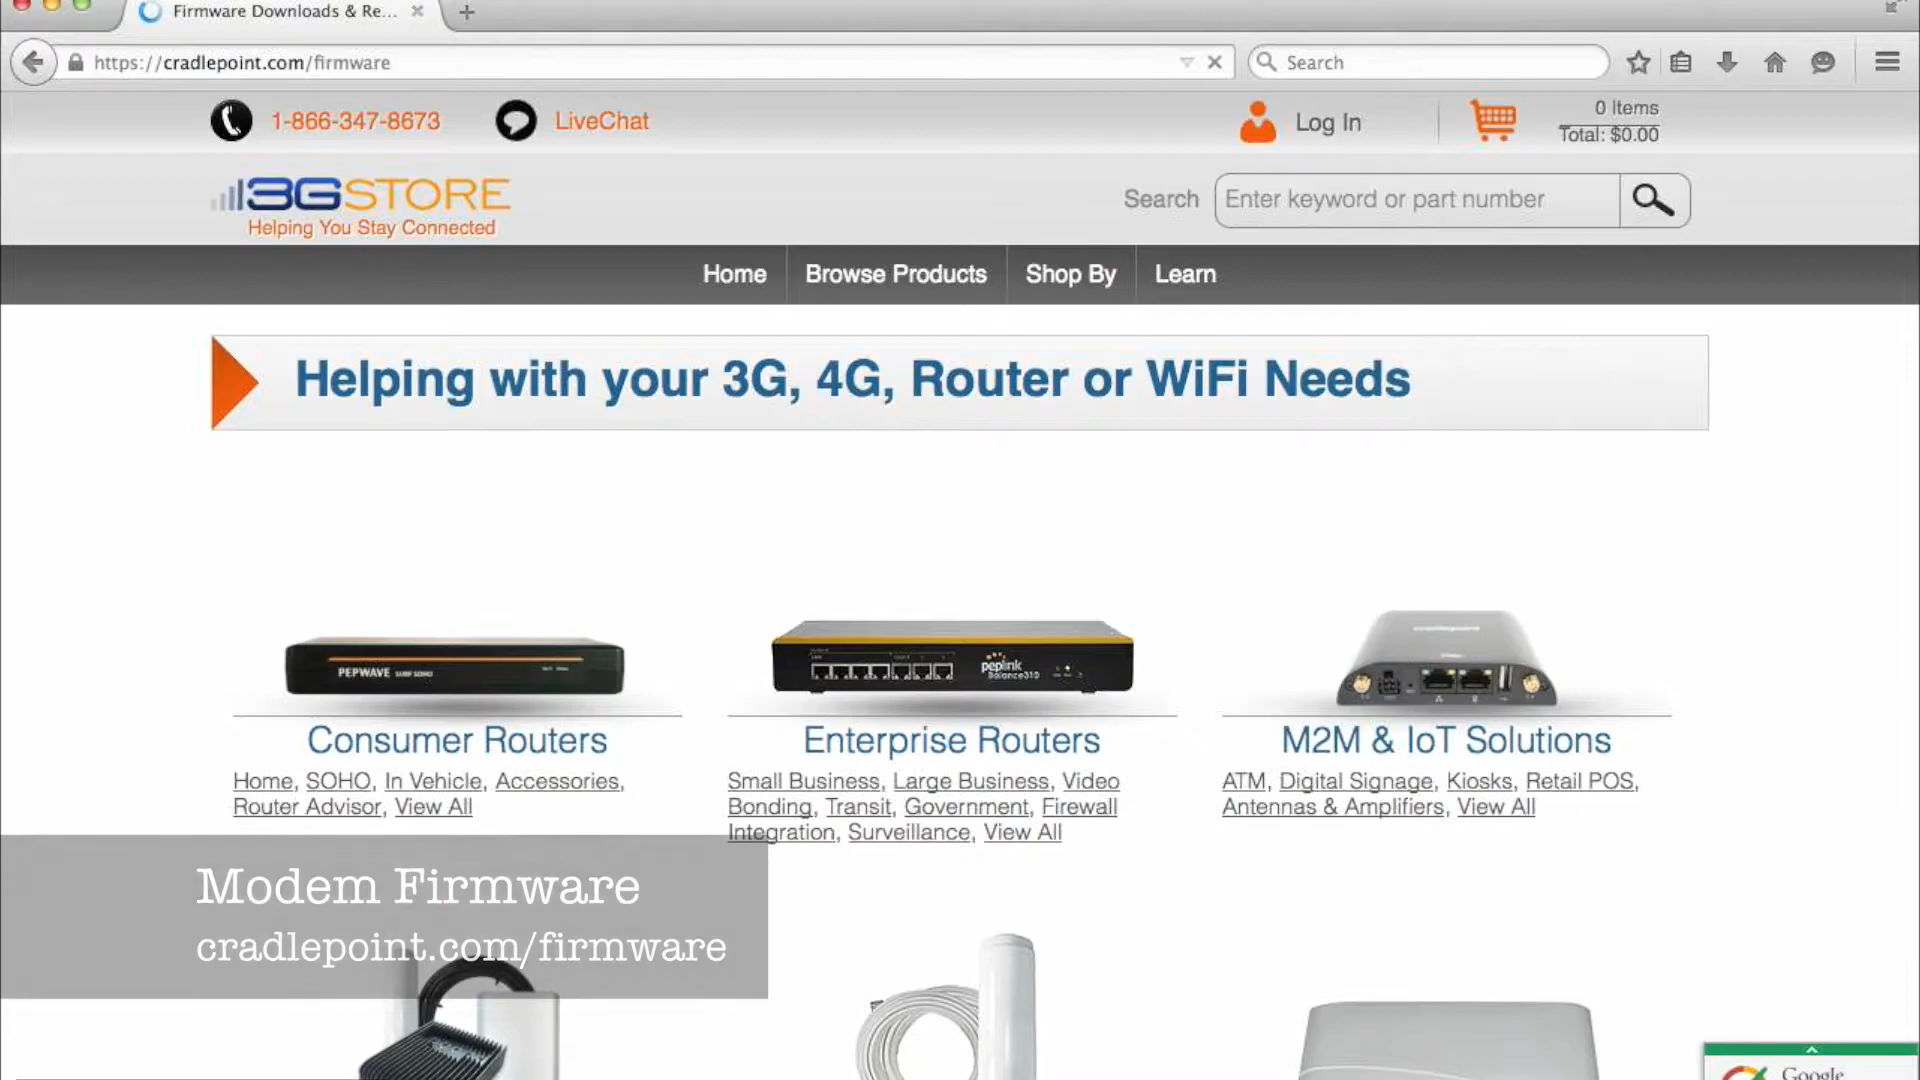 Firmware Downloads & Re...
https://cradlepoint.com/firmware
Search
1-866-347-8673
LiveChat
Log In
0 Items
Total: $0.00
3GSTORE
Helping You Stay Connected
Search
Enter keyword or part number
Home
Browse Products
Shop By
Learn
Helping with your 3G, 4G, Router or WiFi Needs
PEPWAVE SURF SOHO
peplink
Balance310
Consumer Routers
Home, SOHO, In Vehicle, Accessories,
Router Advisor, View All
Enterprise Routers
Small Business, Large Business, Video
Bonding, Transit, Government, Firewall
Integration, Surveillance, View All
M2M & IoT Solutions
ATM, Digital Signage, Kiosks, Retail POS,
Antennas & Amplifiers, View All
Modem Firmware
cradlepoint.com/firmware
Google